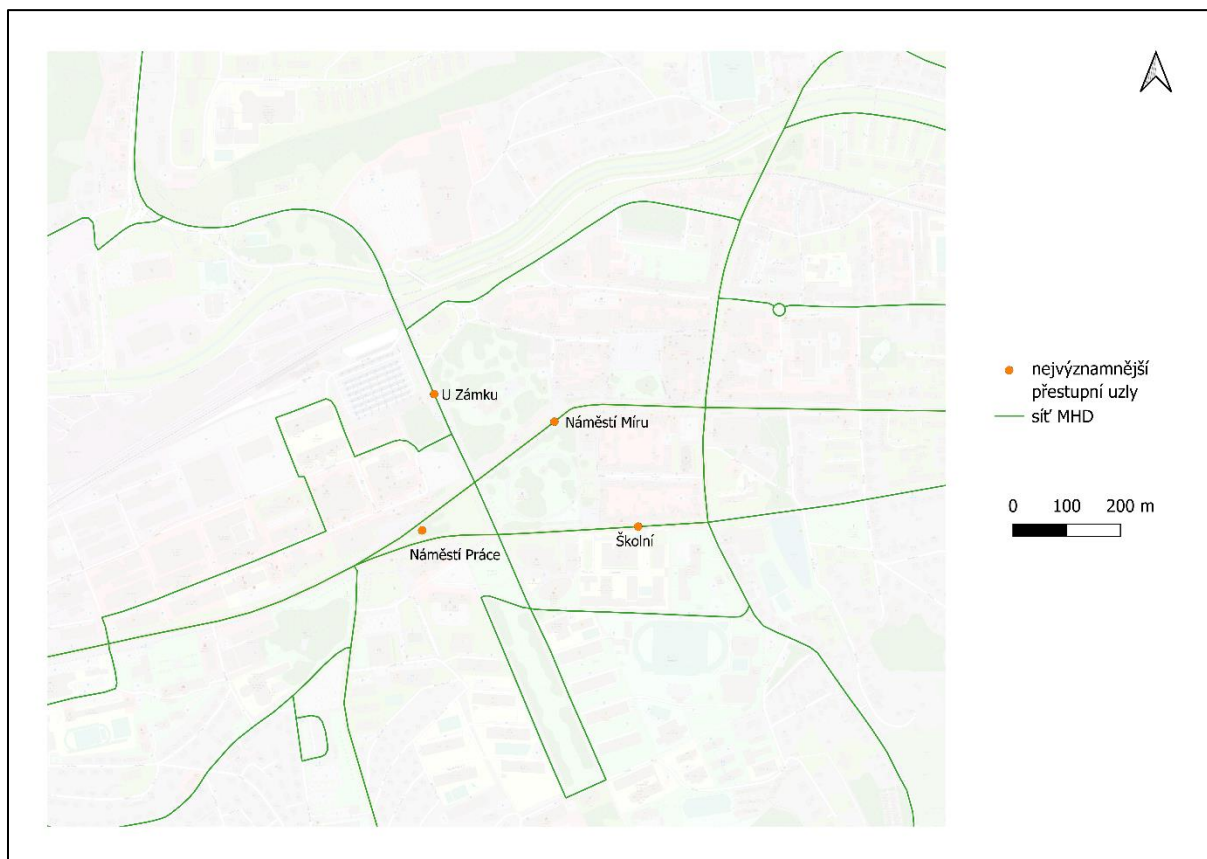 U Zámku
Náměstí Míru
Náměstí Práce
Školní
nejvýznamnější
přestupní uzly
síť MHD
0 100 200 m